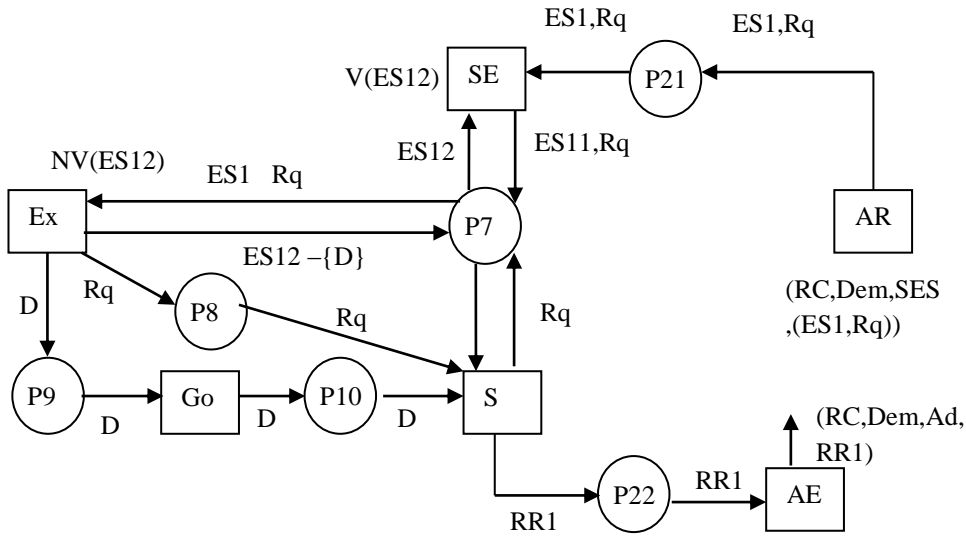 ES1,Rq
ES1,Rq
V(ES12)
SE
P21
ES12
ES11,Rq
NV(ES12)
ES1 Rq
Ex
P7
AR
ES12 –{D}
D
Rq
P8
Rq
Rq
(RC,Dem,SES
,(ES1,Rq))
P9
Go
P10
S
D
D
D
(RC,Dem,Ad,
RR1)
RR1
P22
RR1
AE